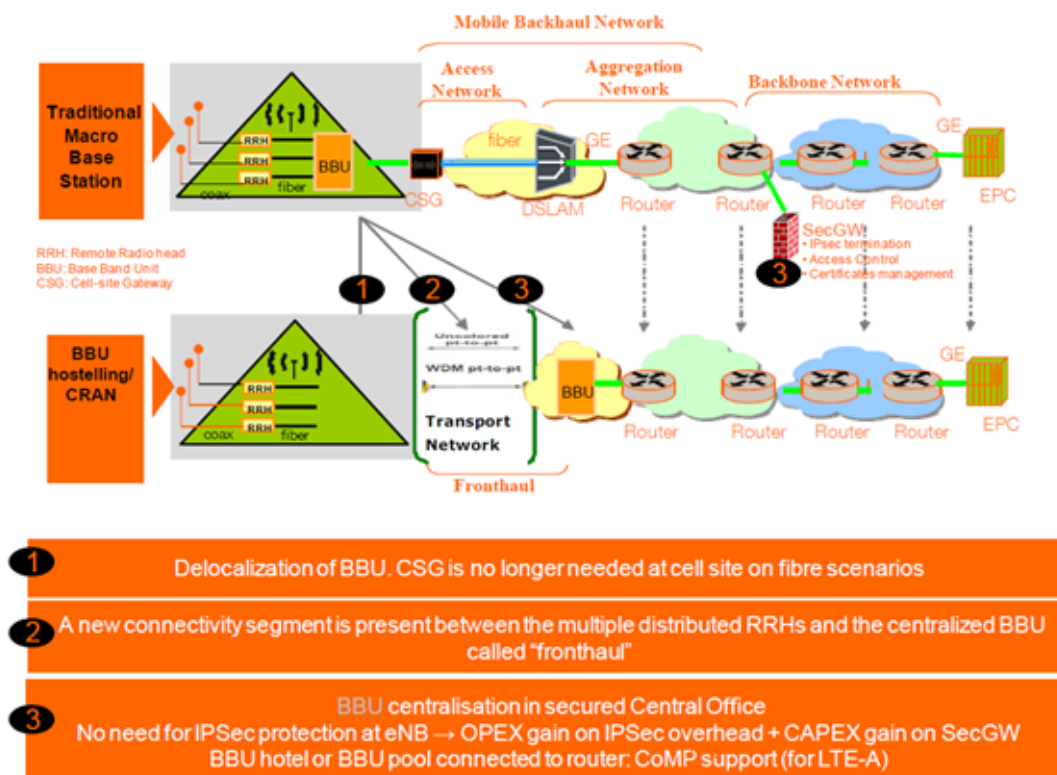 Mobile Backhaul Network
Access
Network
Aggregation
Network
Backbone Network
Traditional
Macro
Base
Station
RRH
RRH
RRH
BBU
coax
fiber
CSG
fiber
DSLAM
GE
Router
Router
Router
Router
GE
EPC
SecGW
• IPsec termination
• Access Control
• Certificates management
3
RRH: Remote Radio head
BBU: Base Band Unit
CSG: Cell-site Gateway
1
2
3
BBU
hostelling/
CRAN
RRH
RRH
RRH
coax
fiber
Uncolored
pt-to-pt
WDM pt-to-pt
Transport
Network
BBU
Router
Router
Router
Router
GE
EPC
Fronthaul
1
Delocalization of BBU. CSG is no longer needed at cell site on fibre scenarios
2
A new connectivity segment is present between the multiple distributed RRHs and the centralized BBU
called “fronthaul”
3
BBU centralisation in secured Central Office
No need for IPSec protection at eNB → OPEX gain on IPSec overhead + CAPEX gain on SecGW
BBU hotel or BBU pool connected to router: CoMP support (for LTE-A)